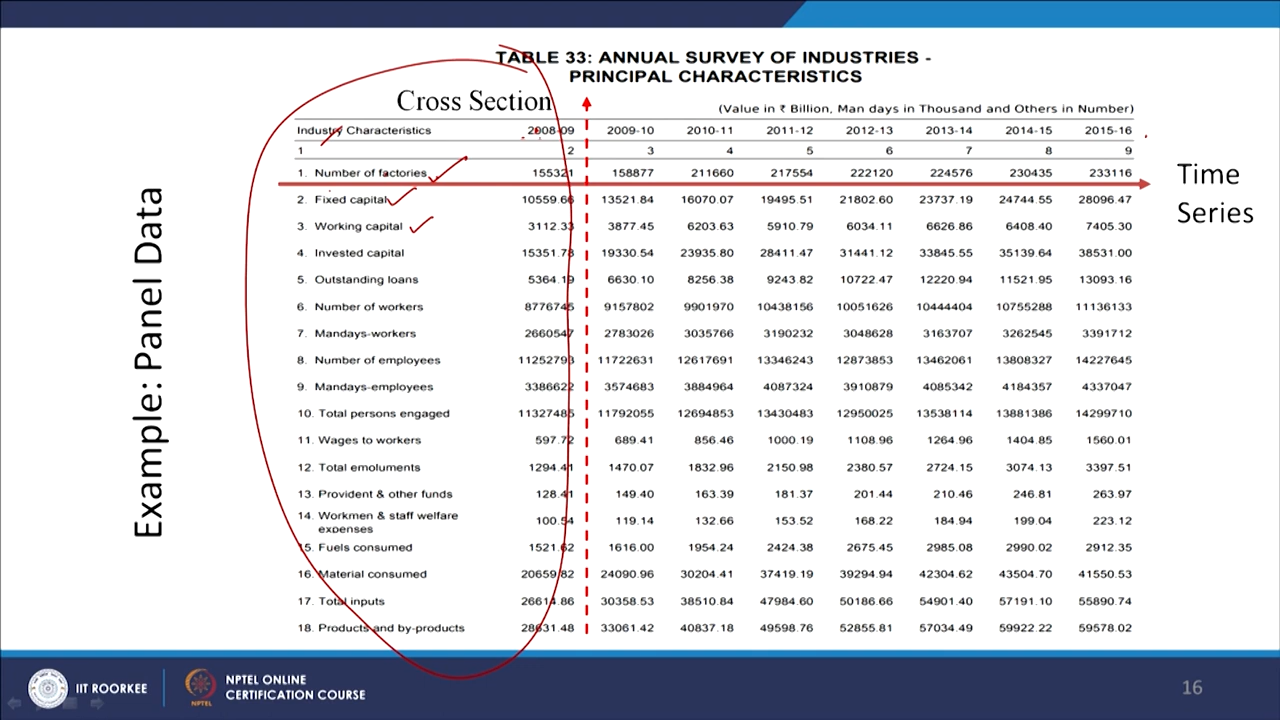 TABLE 33: ANNUAL SURVEY OF INDUSTRIES -
PRINCIPAL CHARACTERISTICS
Cross Section
(Value in ₹ Billion, Man days in Thousand and Others in Number)
Industry Characteristics 2008-09 2009-10 2010-11 2011-12 2012-13 2013-14 2014-15 2015-16
1 2 3 4 5 6 7 8 9
1. Number of factories 155321 158877 211660 217554 222120 224576 230435 233116
Time
Series
2. Fixed capital 10559.66 13521.84 16070.07 19495.51 21802.60 23737.19 24744.55 28096.47
3. Working capital 3112.33 3877.45 6203.63 5910.79 6034.11 6626.86 6408.40 7405.30
4. Invested capital 15351.78 19330.54 23935.80 28411.47 31441.12 33845.55 35139.64 38531.00
5. Outstanding loans 5364.19 6630.10 8256.38 9243.82 10722.47 12220.94 11521.95 13093.16
6. Number of workers 8776745 9157802 9901970 10438156 10051626 10444404 10755288 11136133
7. Mandays-workers 2660547 2783026 3035766 3190232 3048628 3163707 3262545 3391712
8. Number of employees 11252793 11722631 12617691 13346243 12873853 13462061 13808327 14227645
9. Mandays-employees 3386622 3574683 3884964 4087324 3910879 4085342 4184357 4337047
10. Total persons engaged 11327485 11792055 12694853 13430483 12950025 13538114 13881386 14299710
11. Wages to workers 597.72 689.41 856.46 1000.19 1108.96 1264.96 1404.85 1560.01
12. Total emoluments 1294.41 1470.07 1832.96 2150.98 2380.57 2724.15 3074.13 3397.51
13. Provident & other funds 128.41 149.40 163.39 181.37 201.44 210.46 246.81 263.97
14. Workmen & staff welfare
expenses 100.54 119.14 132.66 153.52 168.22 184.94 199.04 223.12
15. Fuels consumed 1521.62 1616.00 1954.24 2424.38 2675.45 2985.08 2990.02 2912.35
16. Material consumed 20659.82 24090.96 30204.41 37419.19 39294.94 42304.62 43504.70 41550.53
17. Total inputs 26614.86 30358.53 38510.84 47984.60 50186.66 54901.40 57191.10 55890.74
18. Products and by-products 28631.48 33061.42 40837.18 49598.76 52855.81 57034.49 59922.22 59578.02
Example: Panel Data
IIT ROORKEE
NPTEL
NPTEL ONLINE
CERTIFICATION COURSE
16